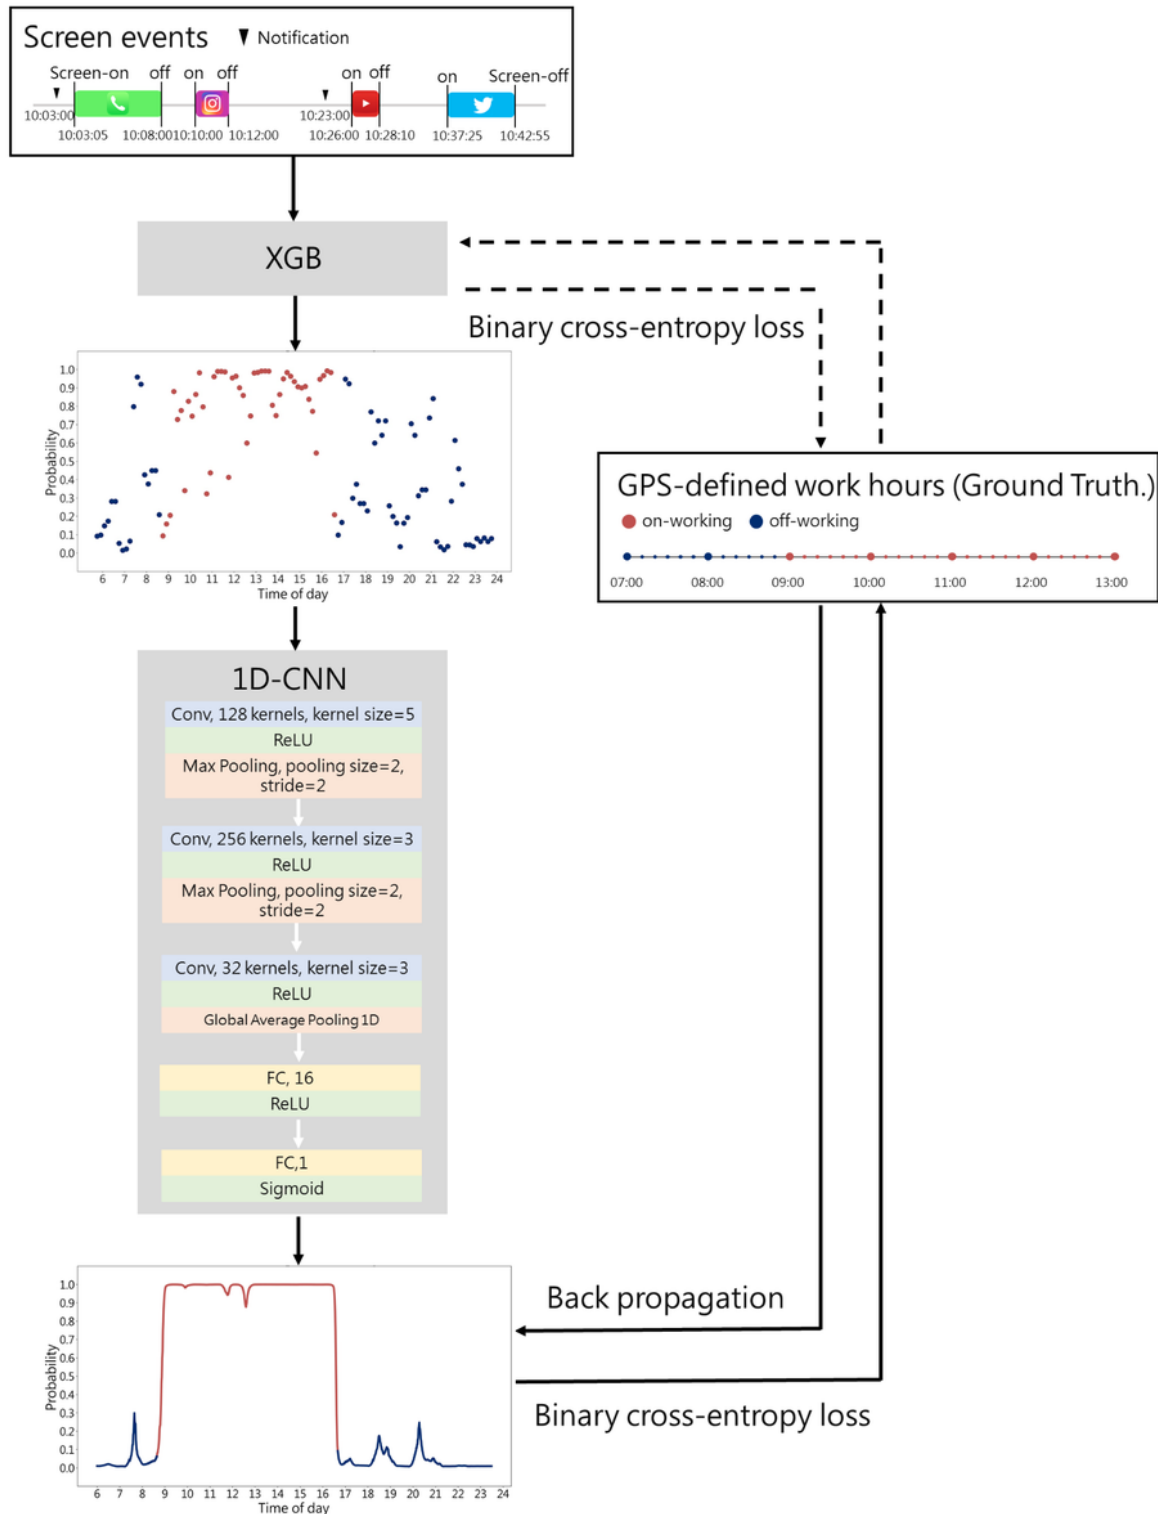 Screen events
Notification
Screen-on off on off on off on Screen-off
10:03:00 10:23:00
10:03:05 10:08:00 10:10:00 10:12:00 10:26:00 10:28:10 10:37:25 10:42:55
XGB
Binary cross-entropy loss
Probability
1.0
0.9
0.8
0.7
0.6
0.5
0.4
0.3
0.2
0.1
0.0
6 7 8 9 10 11 12 13 14 15 16 17 18 19 20 21 22 23 24
Time of day
GPS-defined work hours (Ground Truth.)
on-working off-working
07:00 08:00 09:00 10:00 11:00 12:00 13:00
1D-CNN
Conv, 128 kernels, kernel size=5
ReLU
Max Pooling, pooling size=2,
stride=2
Conv, 256 kernels, kernel size=3
ReLU
Max Pooling, pooling size=2,
stride=2
Conv, 32 kernels, kernel size=3
ReLU
Global Average Pooling 1D
FC, 16
ReLU
FC,1
Sigmoid
Probability
1.0
0.9
0.8
0.7
0.6
0.5
0.4
0.3
0.2
0.1
0.0
6 7 8 9 10 11 12 13 14 15 16 17 18 19 20 21 22 23 24
Time of day
Back propagation
Binary cross-entropy loss